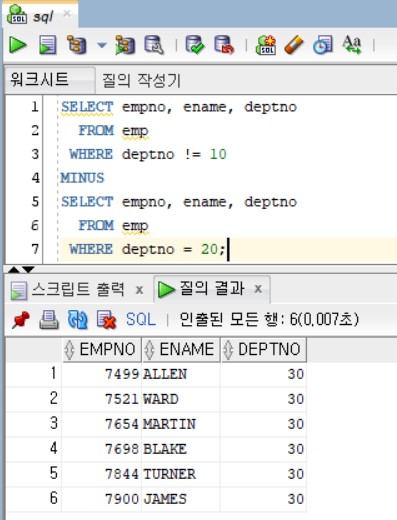 sql
워크시트 질의 작성기
1 SELECT empno, ename, deptno
2 FROM emp
3 WHERE deptno != 10
4 MINUS
5 SELECT empno, ename, deptno
6 FROM emp
7 WHERE deptno = 20;
스크립트 출력 x 질의 결과 x
SQL | 인출된 모든 행: 6(0,007초)
EMPNO ENAME DEPTNO
1 7499 ALLEN 30
2 7521 WARD 30
3 7654 MARTIN 30
4 7698 BLAKE 30
5 7844 TURNER 30
6 7900 JAMES 30